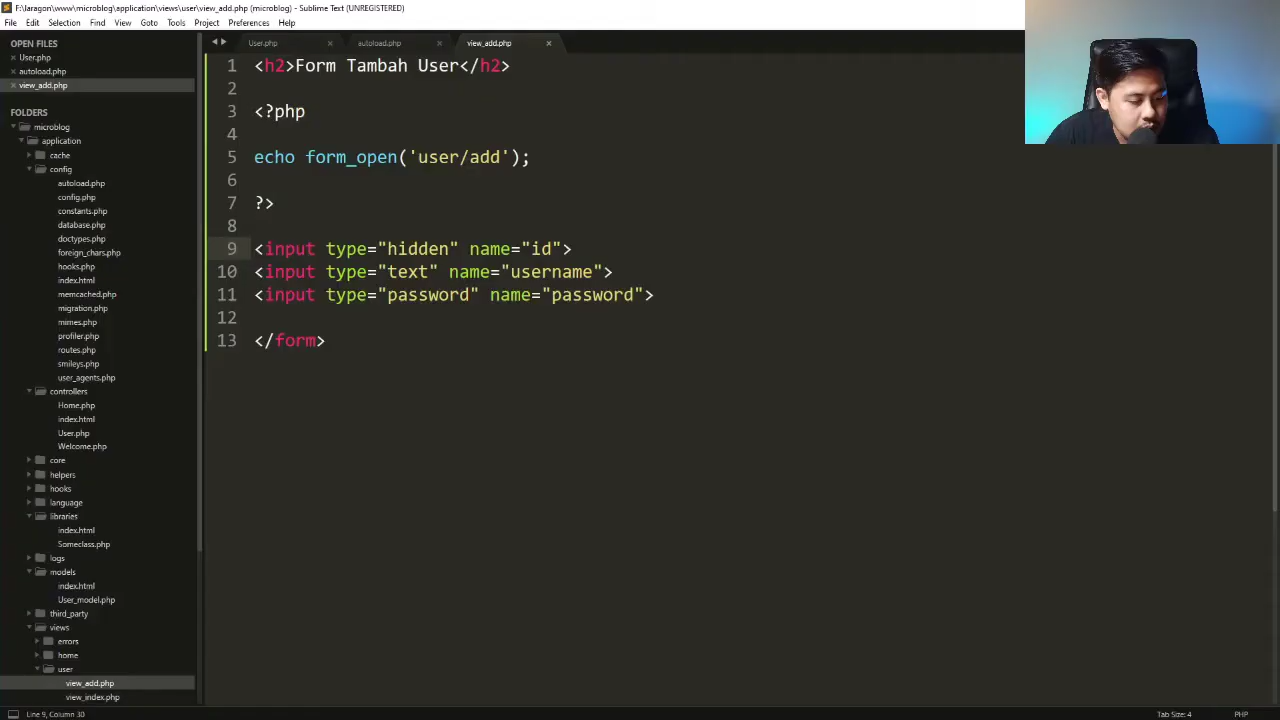 F:\laragon\www\microblog\application\views\user\view_add.php (microblog) - Sublime Text (UNREGISTERED)
File Edit Selection Find View Goto Tools Project Preferences Help
OPEN FILES
User.php
autoload.php
view_add.php
FOLDERS
microblog
application
cache
config
autoload.php
config.php
constants.php
database.php
doctypes.php
foreign_chars.php
hooks.php
index.html
memcached.php
migration.php
mimes.php
profiler.php
routes.php
smileys.php
user_agents.php
controllers
Home.php
index.html
User.php
Welcome.php
core
helpers
hooks
language
libraries
index.html
Someclass.php
logs
models
index.html
User_model.php
third_party
views
errors
home
user
view_add.php
view_index.php
User.php autoload.php view_add.php
1 <h2>Form Tambah User</h2>
2
3 <?php
4
5 echo form_open('user/add');
6
7 ?>
8
9 <input type="hidden" name="id">
10 <input type="text" name="username">
11 <input type="password" name="password">
12
13 </form>
Line 9, Column 30
Tab Size: 4 PHP